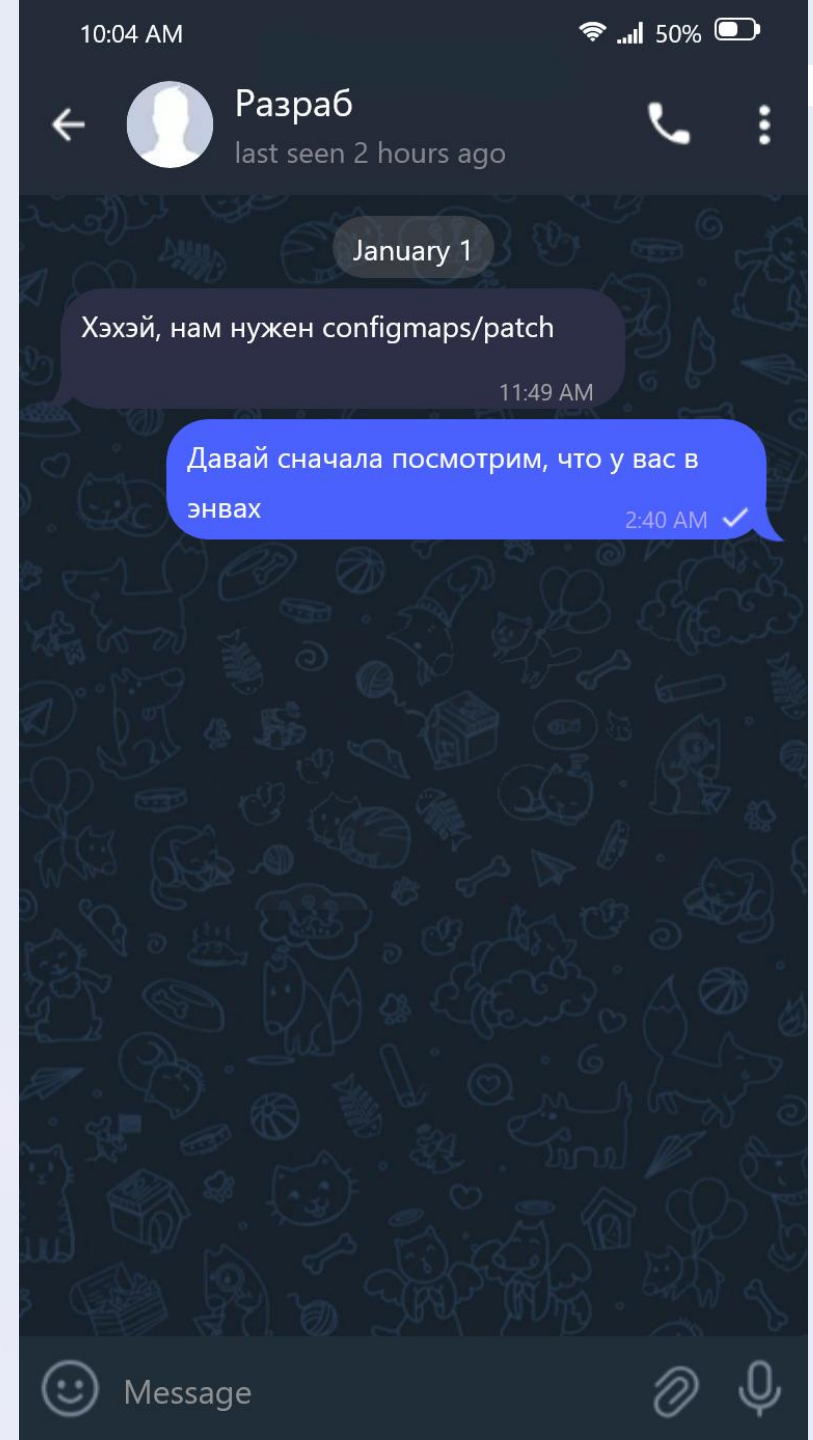 10:04 AM
50%
Разраб
last seen 2 hours ago
January 1
Хэхэй, нам нужен configmaps/patch
11:49 AM
Давай сначала посмотрим, что у вас в
энвах
2:40 AM
Message